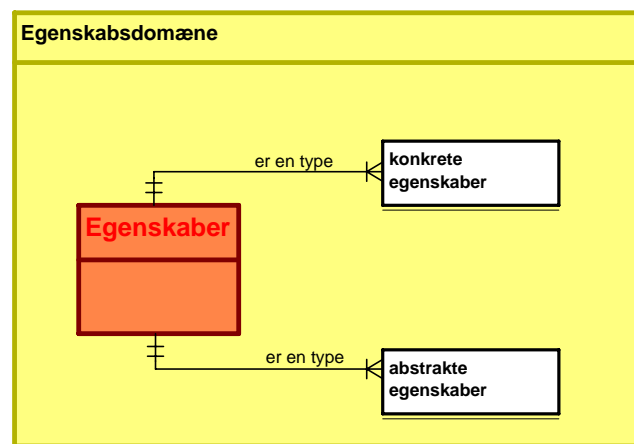 Egenskabsdomæne
er en type
konkrete
egenskaber
Egenskaber
er en type
abstrakte
egenskaber